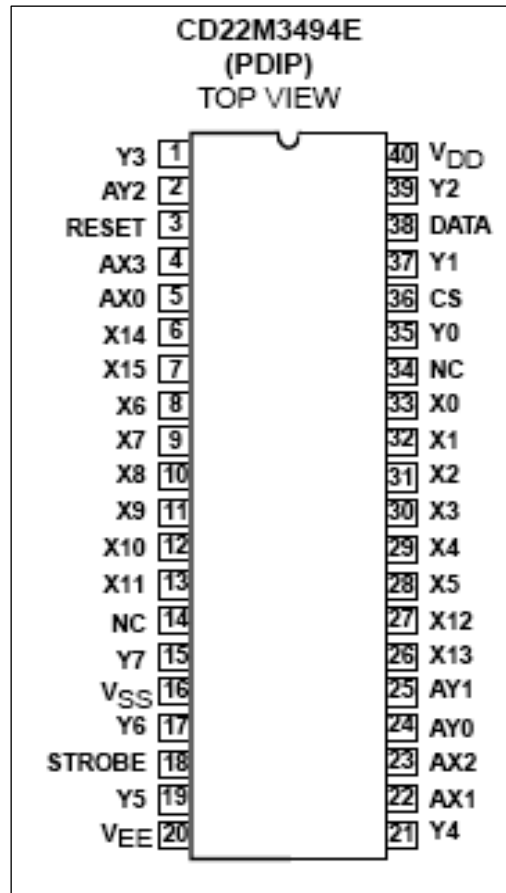 CD22M3494E
(PDIP)
TOP VIEW
Y3 1 40 VDD
AY2 2 39 Y2
RESET 3 38 DATA
AX3 4 37 Y1
AX0 5 36 CS
X14 6 35 Y0
X15 7 34 NC
X6 8 33 X0
X7 9 32 X1
X8 10 31 X2
X9 11 30 X3
X10 12 29 X4
X11 13 28 X5
NC 14 27 X12
Y7 15 26 X13
VSS 16 25 AY1
Y6 17 24 AY0
STROBE 18 23 AX2
Y5 19 22 AX1
VEE 20 21 Y4